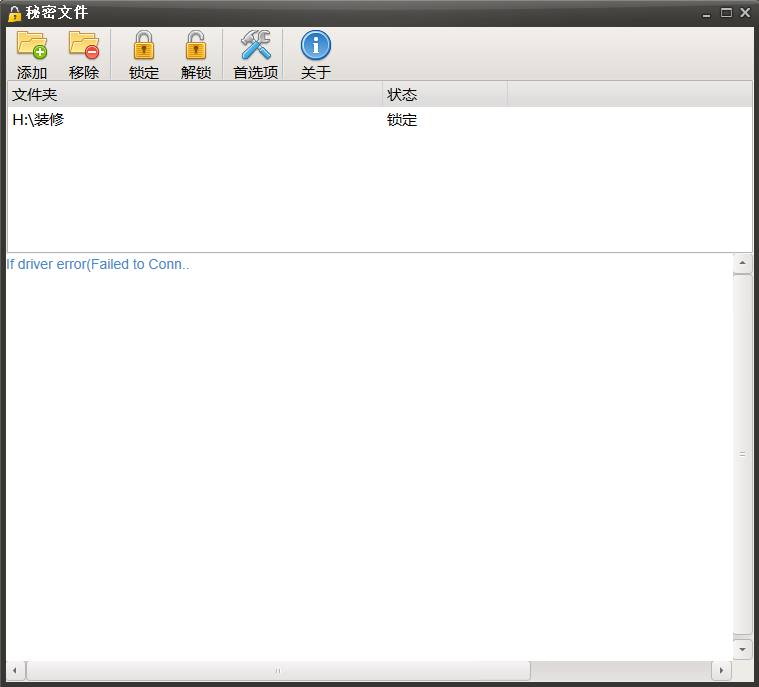 秘密文件
添加 移除 锁定 解锁 首选项 关于
文件夹 状态
H:\装修 锁定
If driver error(Failed to Conn..